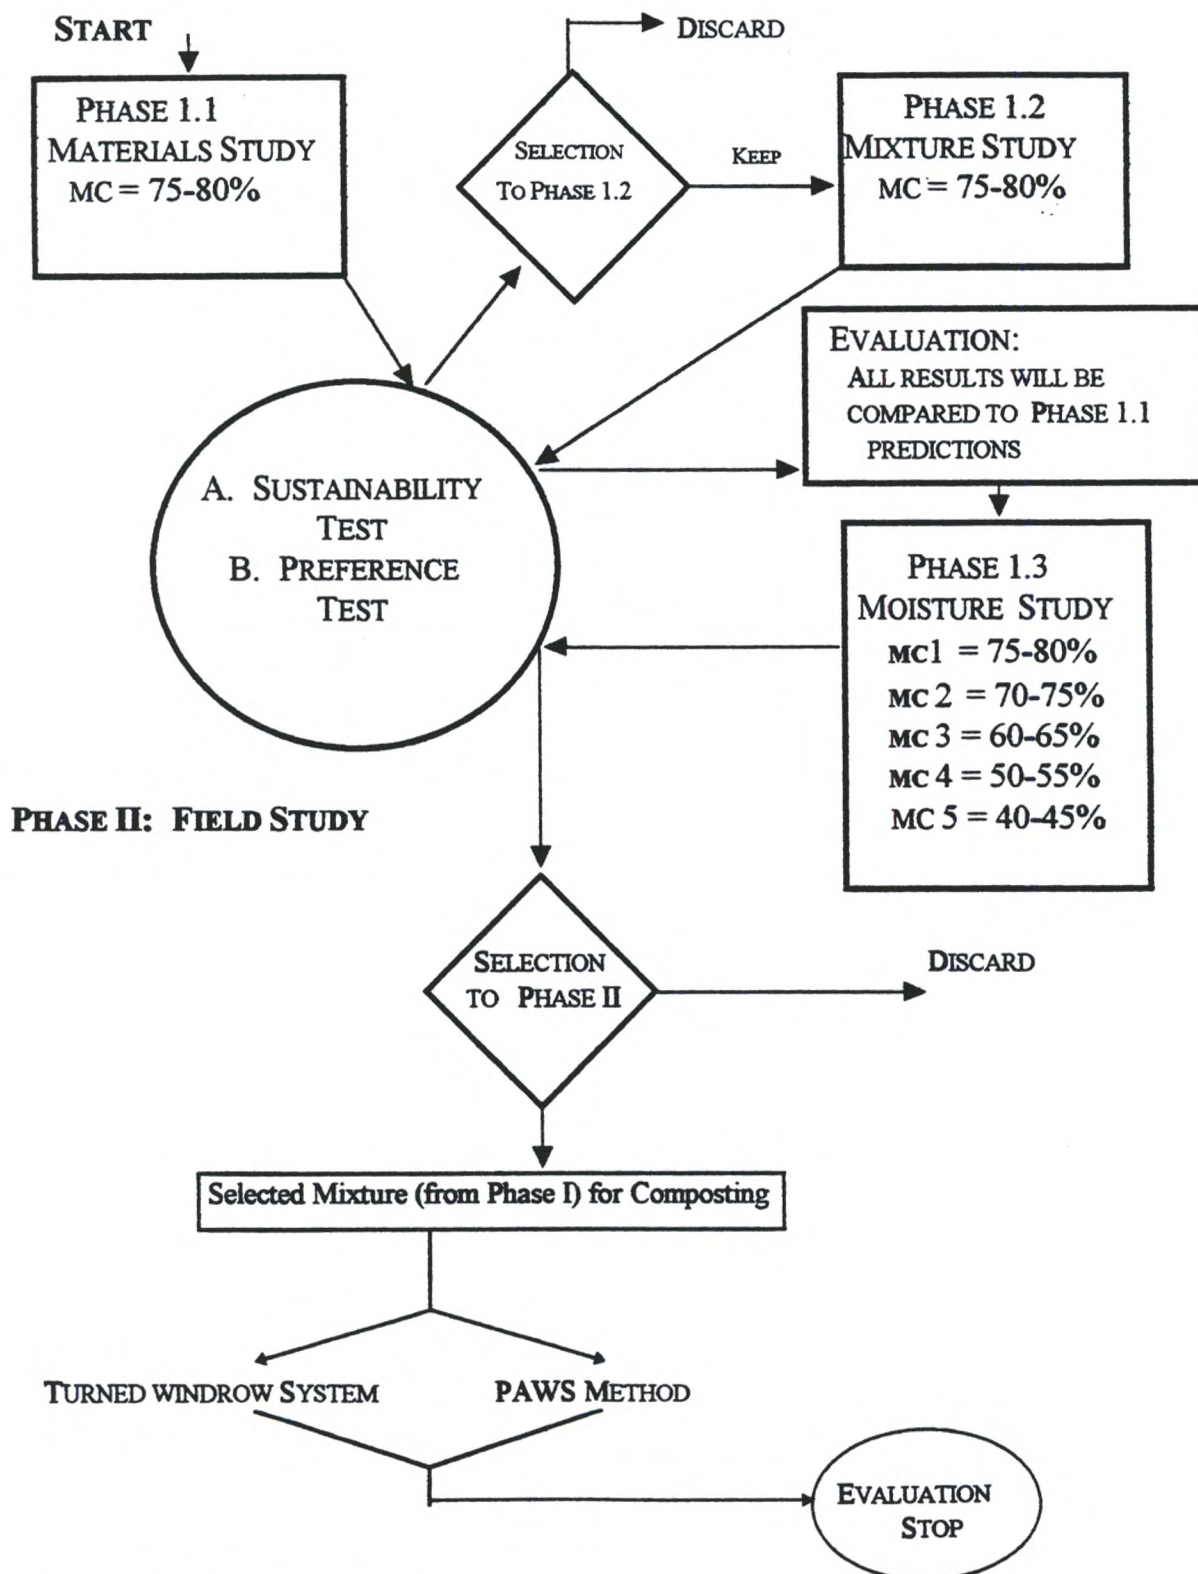 START
DISCARD
PHASE 1.1
MATERIALS STUDY
MC = 75-80%
SELECTION
TO PHASE 1.2
KEEP
PHASE 1.2
MIXTURE STUDY
MC = 75-80%
EVALUATION:
ALL RESULTS WILL BE
COMPARED TO PHASE 1.1
PREDICTIONS
A. SUSTAINABILITY
TEST
B. PREFERENCE
TEST
PHASE 1.3
MOISTURE STUDY
MC1 = 75-80%
MC 2 = 70-75%
MC 3 = 60-65%
MC 4 = 50-55%
MC 5 = 40-45%
PHASE II: FIELD STUDY
SELECTION
TO PHASE II
DISCARD
Selected Mixture (from Phase I) for Composting
TURNED WINDROW SYSTEM
PAWS METHOD
EVALUATION
STOP